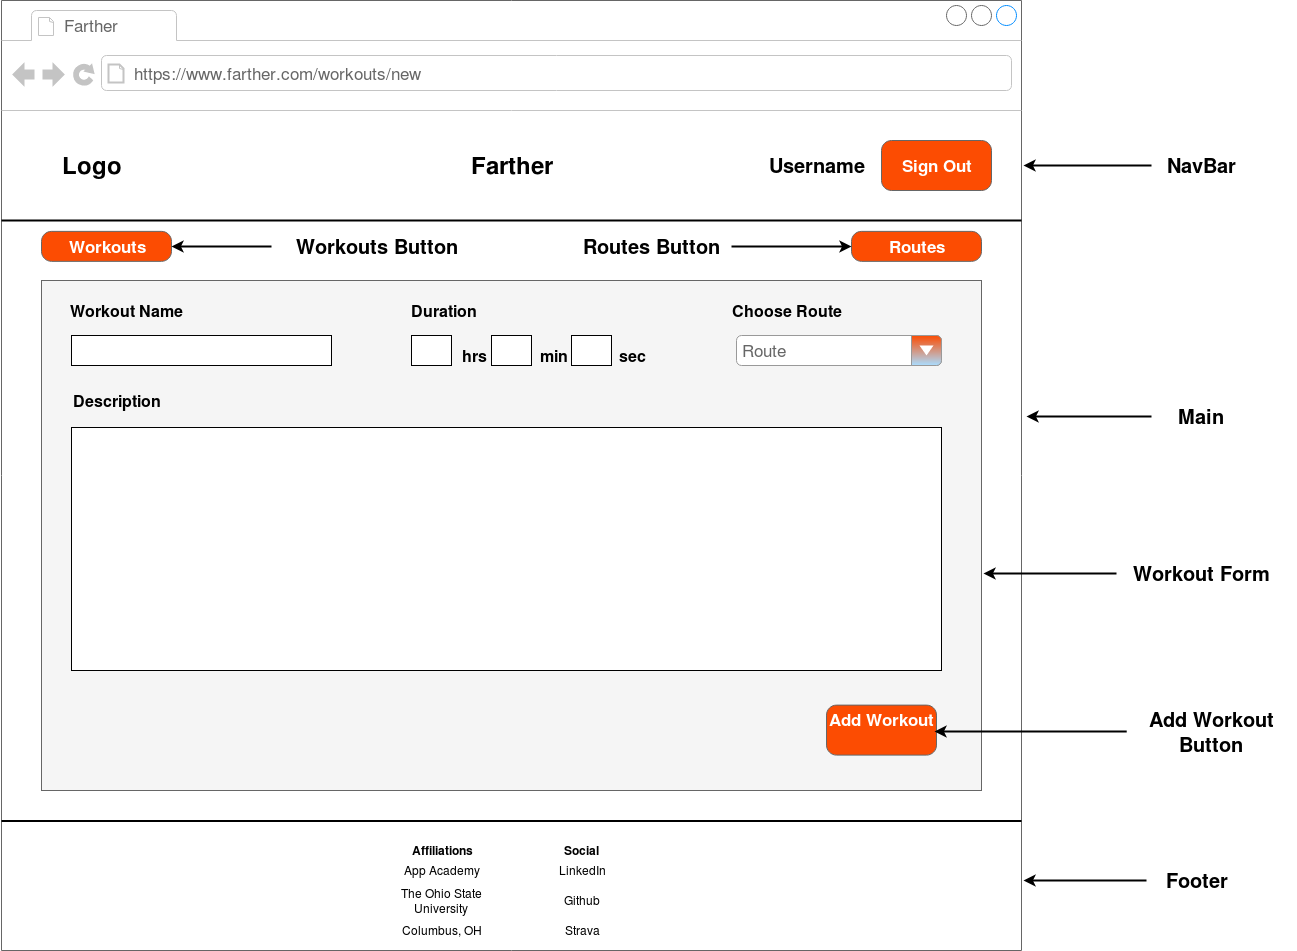 Farther
https://www.farther.com/workouts/new
Logo
Farther
Username
Sign Out
NavBar
Workouts
Workouts Button
Routes Button
Routes
Workout Name
Duration
Choose Route
hrs
min
sec
Route
Description
Main
Workout Form
Add Workout
Add Workout
Button
Affiliations
Social
App Academy
LinkedIn
The Ohio State
University
Github
Columbus, OH
Strava
Footer